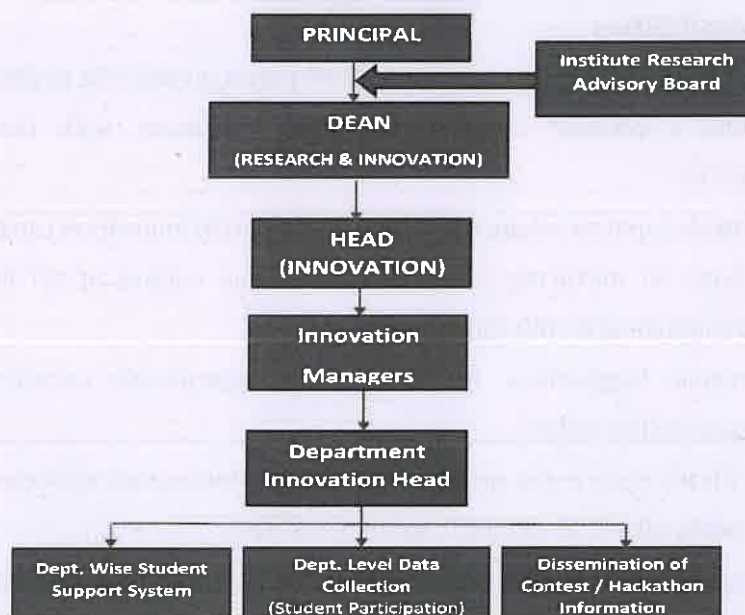 PRINCIPAL
Institute Research
Advisory Board
DEAN
(RESEARCH & INNOVATION)
HEAD
(INNOVATION)
Innovation
Managers
Department
Innovation Head
Dept. Wise Student
Support System
Dept. Level Data
Collection
(Student Participation)
Dissemination of
Contest / Hackathon
Information